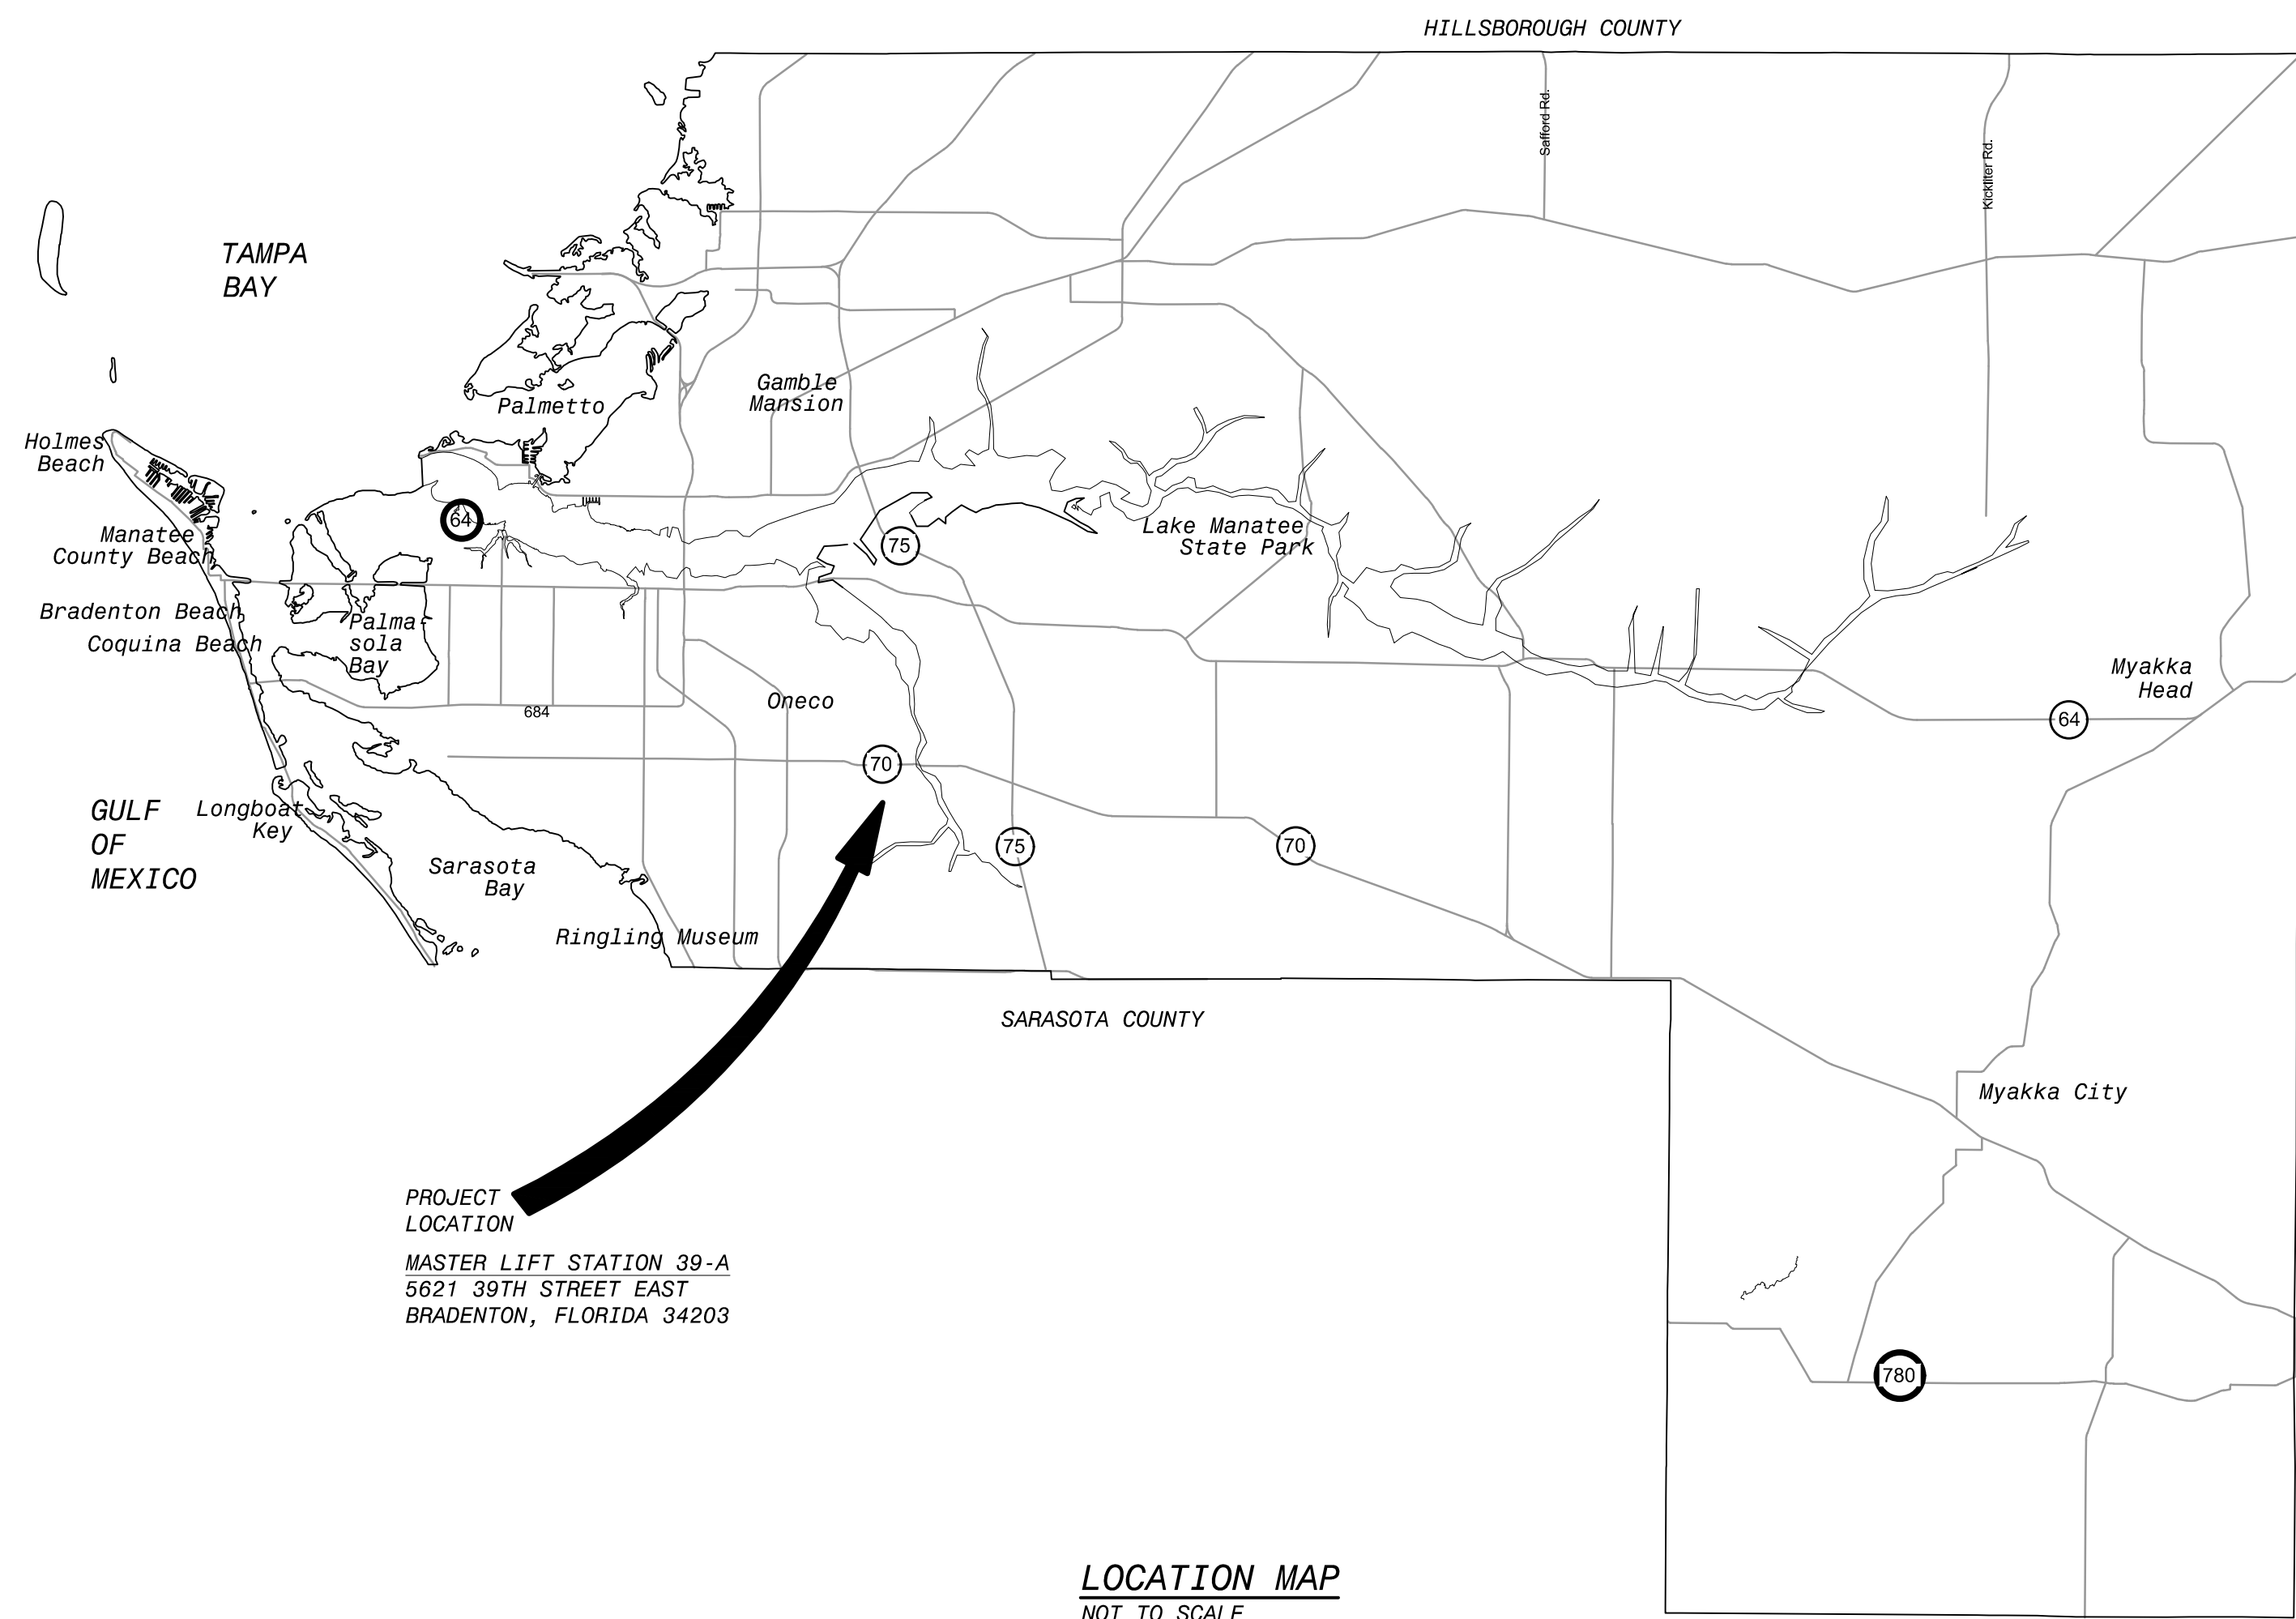 HILLSBOROUGH COUNTY
Safford Rd.
Kickliter Rd.
TAMPA
BAY
Gamble
Mansion
Palmetto
Holmes
Beach
64
Manatee
County Beach
75
Lake Manatee
State Park
Bradenton Beach
Coquina Beach
Palma-
sola
Bay
Myakka
Head
Oneco
684
64
70
GULF
OF
MEXICO
Longboat
Key
75
70
Sarasota
Bay
Ringling Museum
SARASOTA COUNTY
Myakka City
PROJECT
LOCATION
MASTER LIFT STATION 39-A
5621 39TH STREET EAST
BRADENTON, FLORIDA 34203
780
LOCATION MAP
NOT TO SCALE